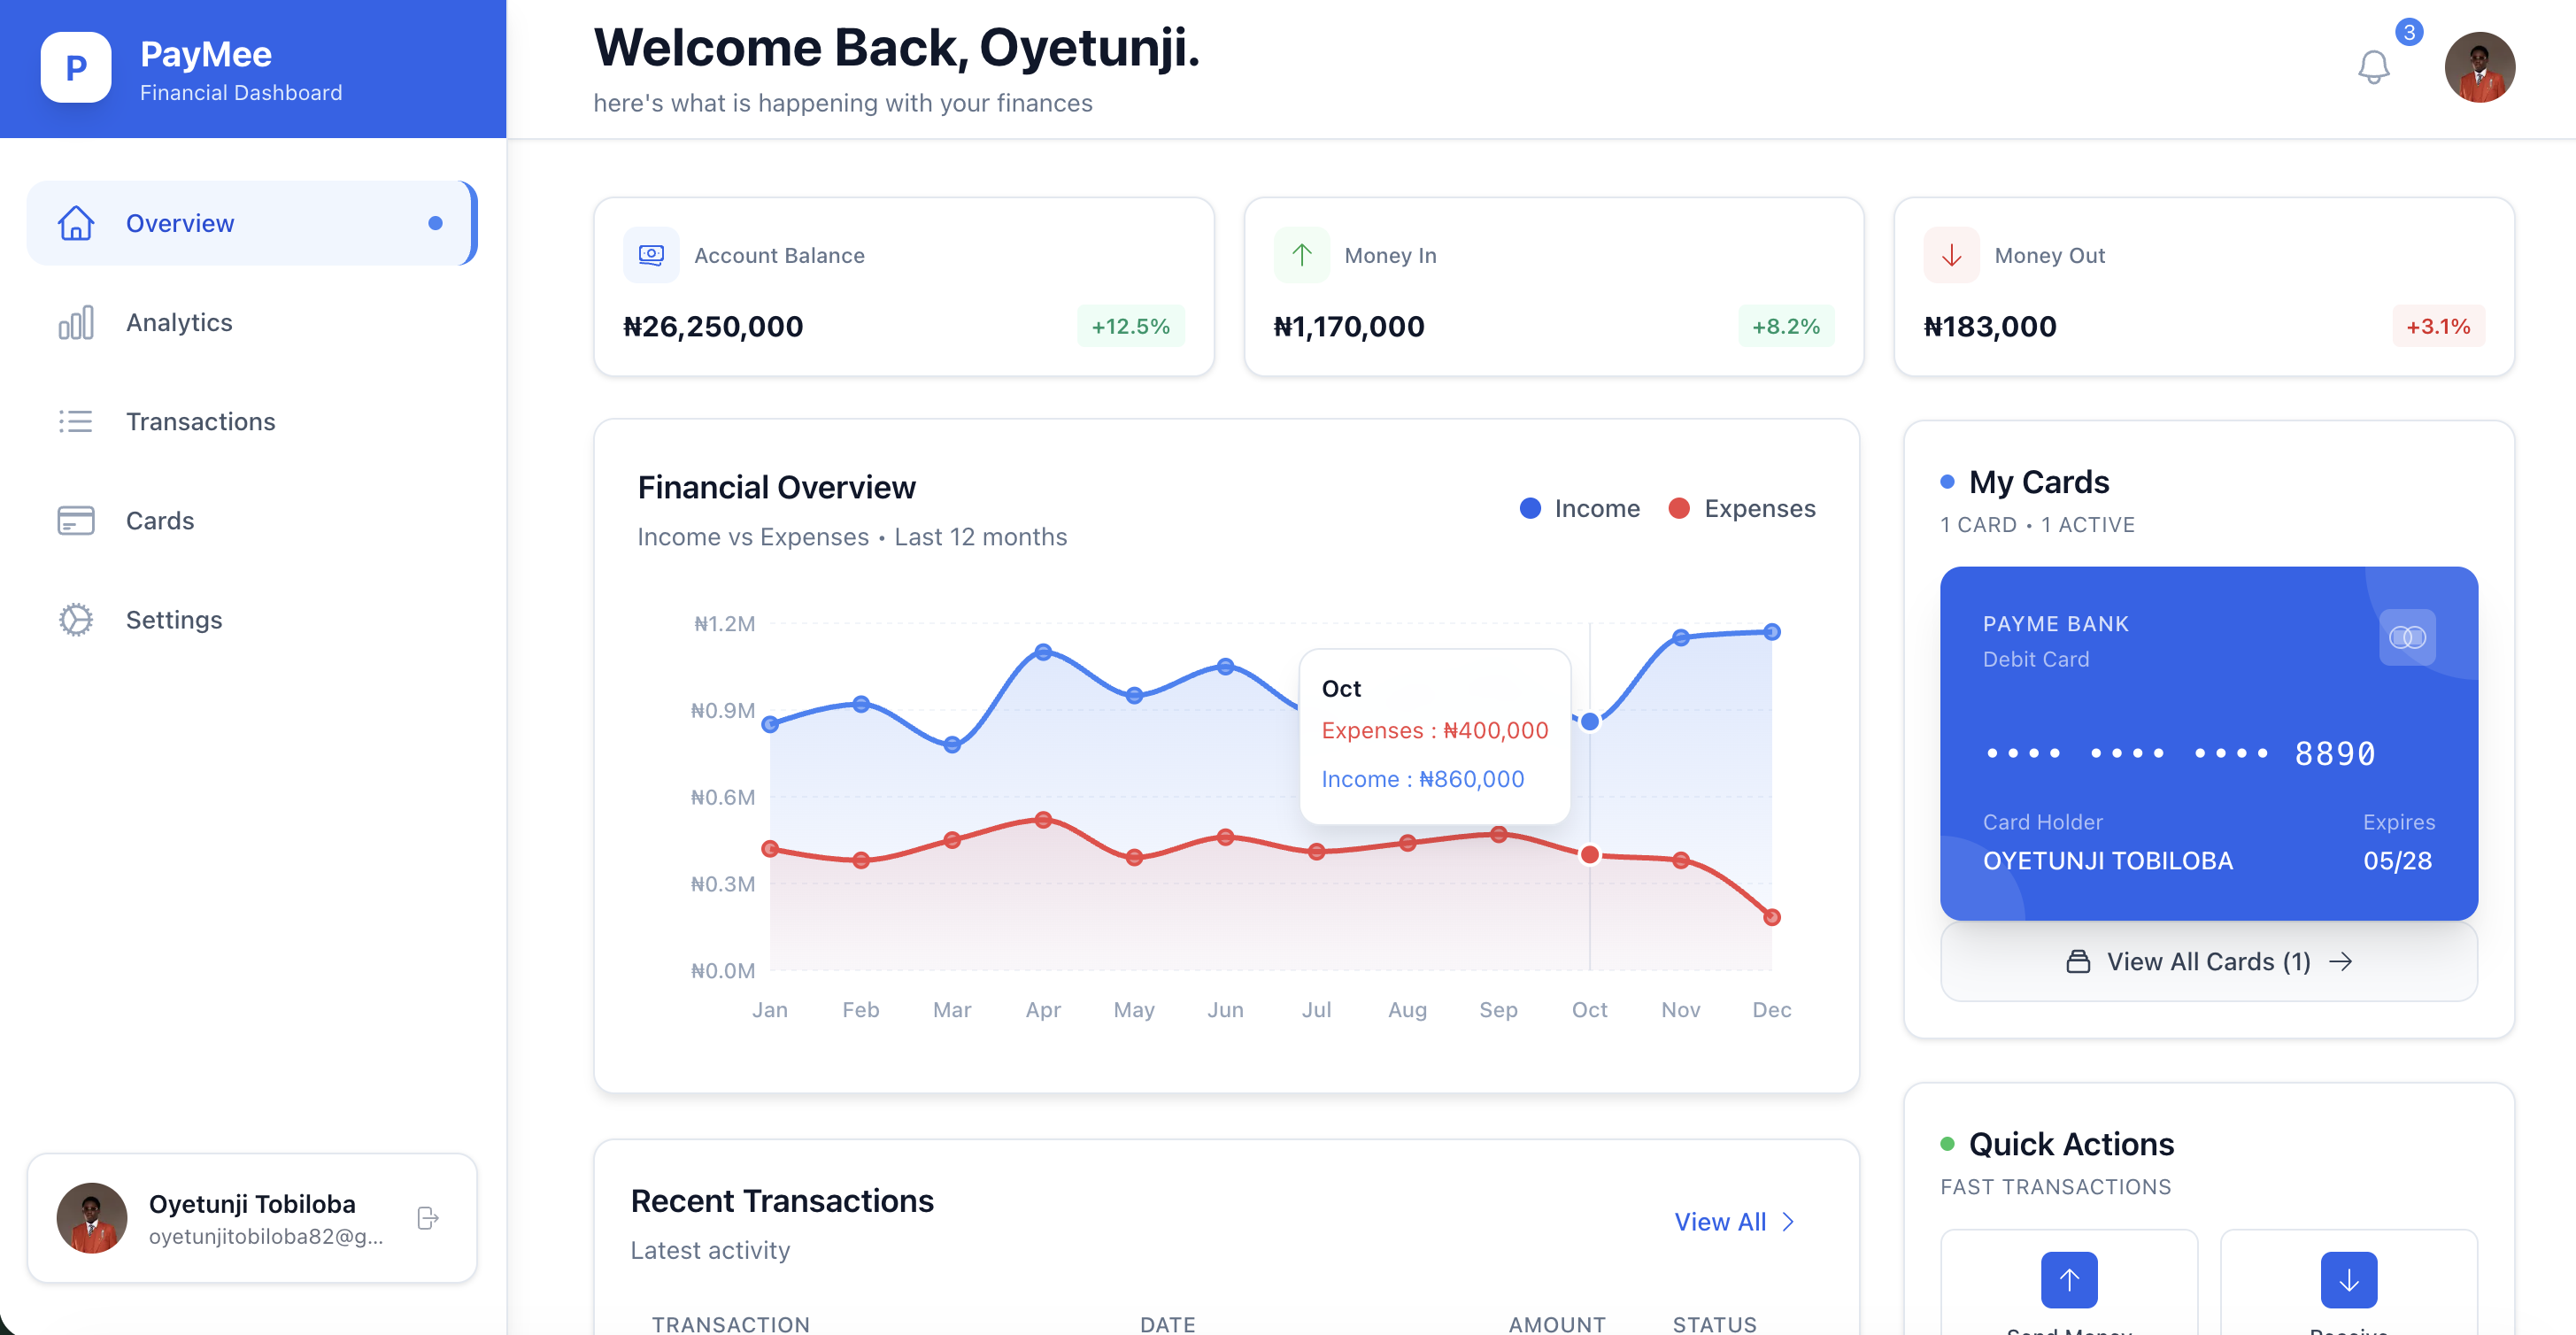 P
PayMee
Financial Dashboard
Overview
Analytics
Transactions
Cards
Settings
Oyetunji Tobiloba
oyetunjitobiloba82@g...
Welcome Back, Oyetunji.
here's what is happening with your finances
3
Account Balance
₦26,250,000
+12.5%
Money In
₦1,170,000
+8.2%
Money Out
₦183,000
+3.1%
Financial Overview
Income vs Expenses • Last 12 months
Income
Expenses
₦1.2M
₦0.9M
₦0.6M
₦0.3M
₦0.0M
Oct
Expenses : ₦400,000
Income : ₦860,000
Jan Feb Mar Apr May Jun Jul Aug Sep Oct Nov Dec
My Cards
1 CARD • 1 ACTIVE
PAYME BANK
Debit Card
•••• •••• •••• 8890
Card Holder
Expires
OYETUNJI TOBILOBA
05/28
View All Cards (1)
Recent Transactions
Latest activity
View All
TRANSACTION DATE AMOUNT STATUS
Quick Actions
FAST TRANSACTIONS
Send Money
Receive